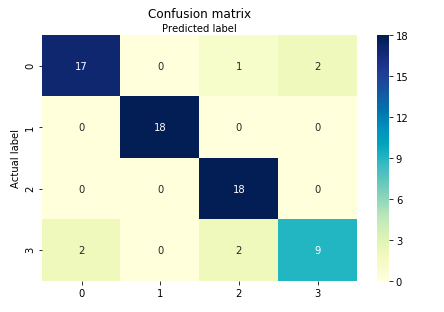 Confusion matrix
Predicted label
Actual label
0 17 0 1 2
1 0 18 0 0
2 0 0 18 0
3 2 0 2 9
0 1 2 3
18
15
12
9
6
3
0